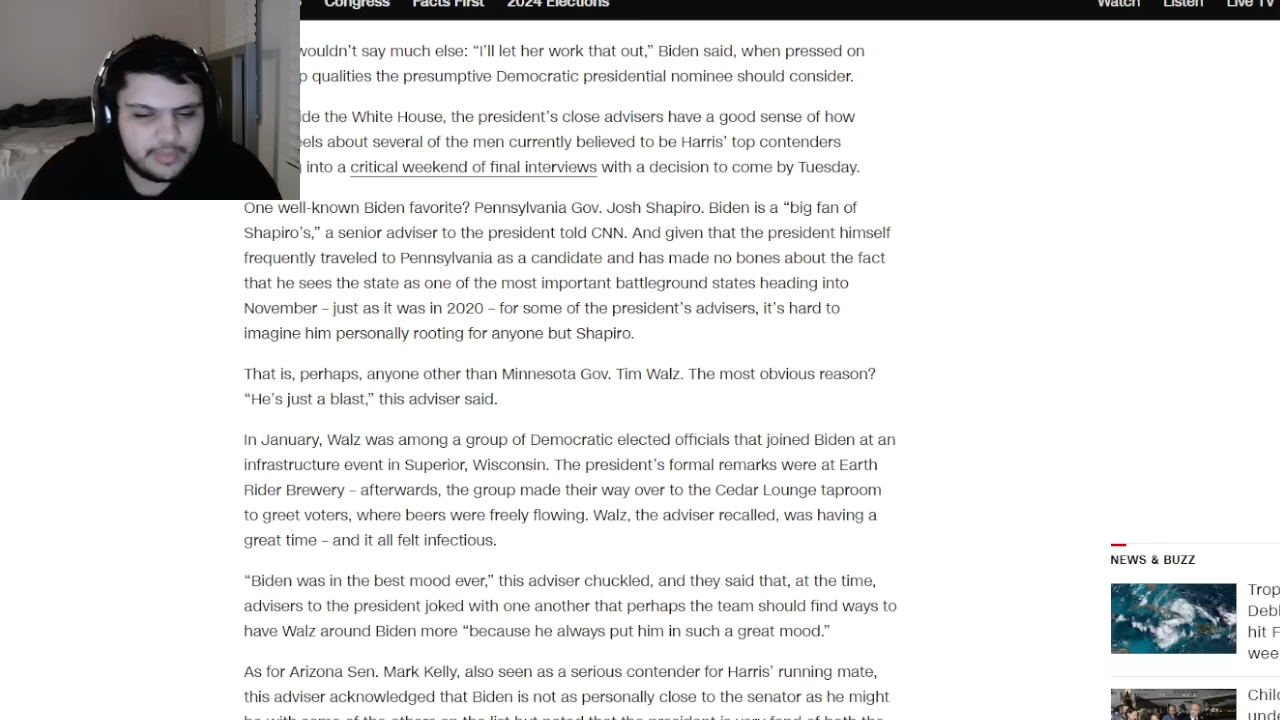 Congress Facts First 2024 Elections Watch Listen Live TV
wouldn't say much else: “I'll let her work that out,” Biden said, when pressed on
qualities the presumptive Democratic presidential nominee should consider.
the White House, the president's close advisers have a good sense of how
about several of the men currently believed to be Harris' top contenders
into a critical weekend of final interviews with a decision to come by Tuesday.
One well-known Biden favorite? Pennsylvania Gov. Josh Shapiro. Biden is a “big fan of
Shapiro's,” a senior adviser to the president told CNN. And given that the president himself
frequently traveled to Pennsylvania as a candidate and has made no bones about the fact
that he sees the state as one of the most important battleground states heading into
November – just as it was in 2020 – for some of the president's advisers, it's hard to
imagine him personally rooting for anyone but Shapiro.
That is, perhaps, anyone other than Minnesota Gov. Tim Walz. The most obvious reason?
“He's just a blast,” this adviser said.
In January, Walz was among a group of Democratic elected officials that joined Biden at an
infrastructure event in Superior, Wisconsin. The president's formal remarks were at Earth
Rider Brewery – afterwards, the group made their way over to the Cedar Lounge taproom
to greet voters, where beers were freely flowing. Walz, the adviser recalled, was having a
great time – and it all felt infectious.
“Biden was in the best mood ever,” this adviser chuckled, and they said that, at the time,
advisers to the president joked with one another that perhaps the team should find ways to
have Walz around Biden more “because he always put him in such a great mood.”
As for Arizona Sen. Mark Kelly, also seen as a serious contender for Harris' running mate,
this adviser acknowledged that Biden is not as personally close to the senator as he might
NEWS & BUZZ
Trop
Deb
hit F
wee
Chil